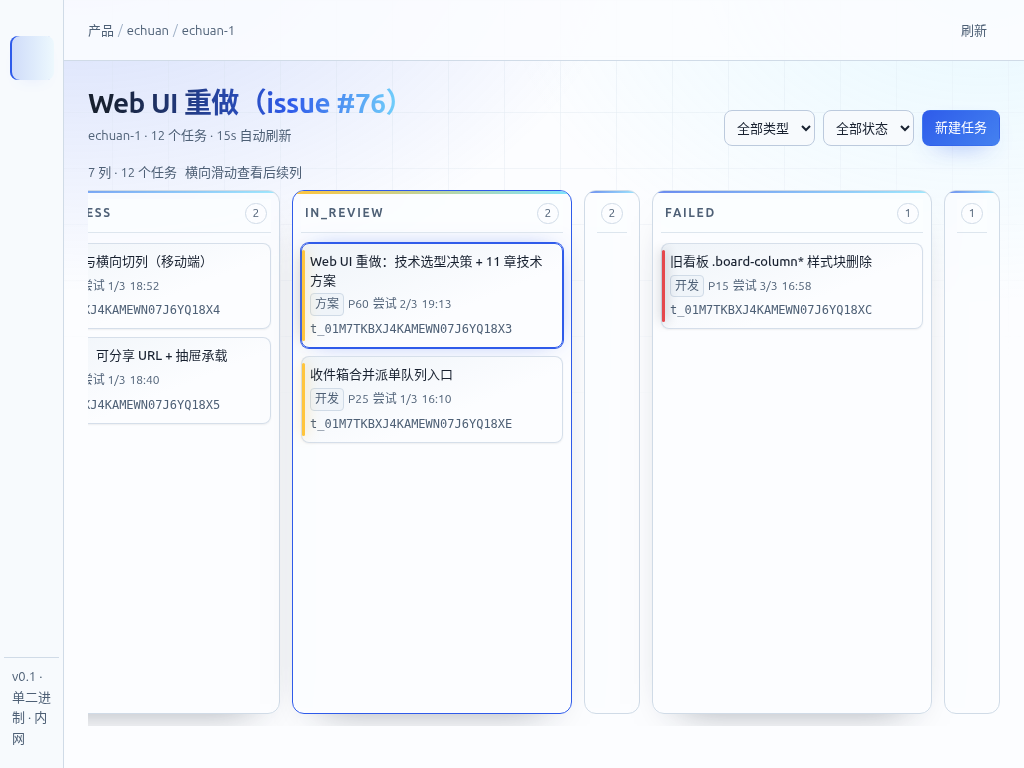 产品 / echuan / echuan-1
刷新
Web UI 重做（issue #76）
echuan-1 · 12 个任务 · 15s 自动刷新
全部类型
全部状态
新建任务
7 列 · 12 个任务 横向滑动查看后续列
ESS
2
与横向切列（移动端）
尝试 1/3 18:52
XJ4KAMEWN07J6YQ18X4
可分享 URL + 抽屉承载
尝试 1/3 18:40
XJ4KAMEWN07J6YQ18X5
IN_REVIEW
2
Web UI 重做：技术选型决策 + 11 章技术
方案
方案 P60 尝试 2/3 19:13
t_01M7TKBXJ4KAMEWN07J6YQ18X3
收件箱合并派单队列入口
开发 P25 尝试 1/3 16:10
t_01M7TKBXJ4KAMEWN07J6YQ18XE
2
FAILED
1
旧看板 .board-column* 样式块删除
开发 P15 尝试 3/3 16:58
t_01M7TKBXJ4KAMEWN07J6YQ18XC
1
v0.1 ·
单二进
制 · 内
网